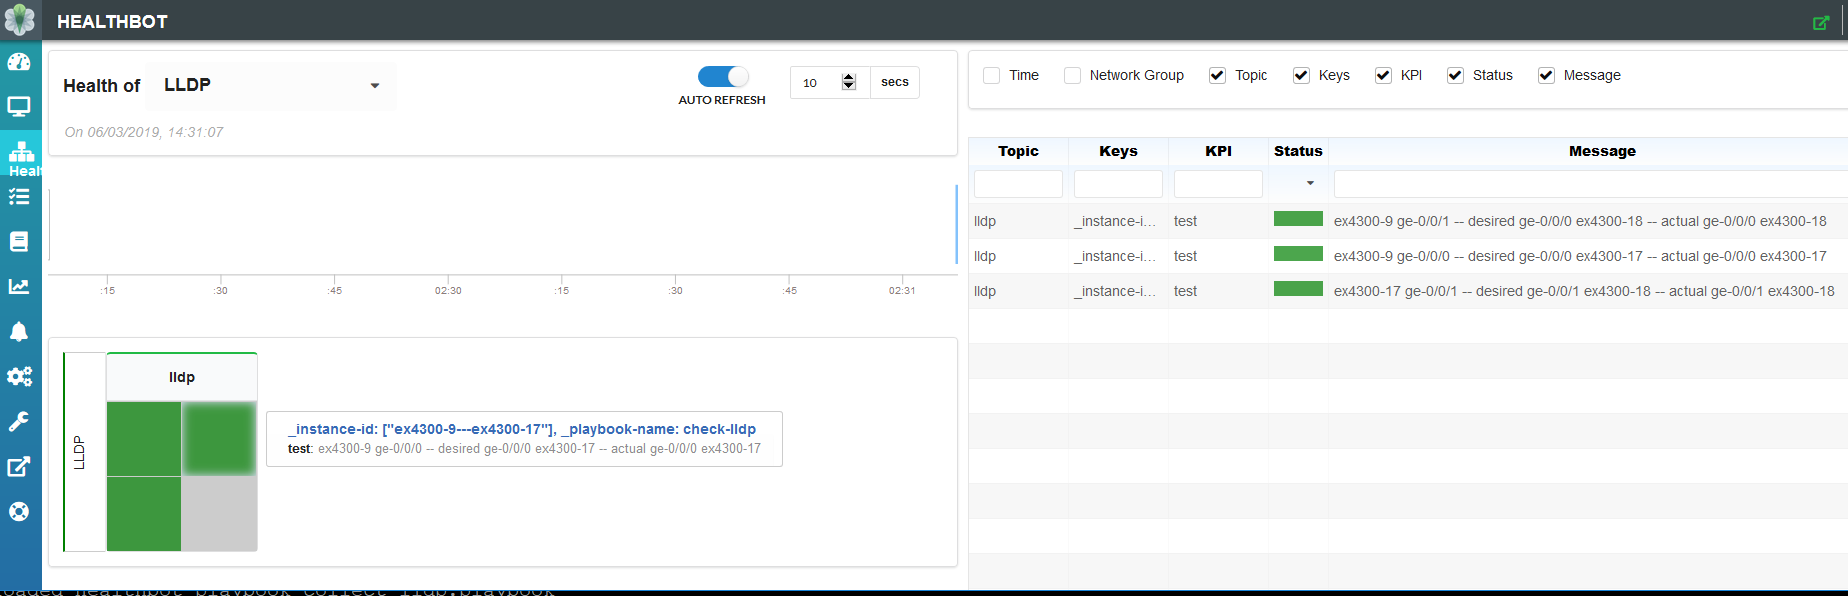 HEALTHBOT
Health of LLDP
AUTO REFRESH
10 secs
On 06/03/2019, 14:31:07
Heal
:15 :30 :45 02:30 :15 :30 :45 02:31
LLDP
lldp
_instance-id: ["ex4300-9---ex4300-17"], _playbook-name: check-lldp
test: ex4300-9 ge-0/0/0 -- desired ge-0/0/0 ex4300-17 -- actual ge-0/0/0 ex4300-17
Time Network Group Topic Keys KPI Status Message
Topic Keys KPI Status Message
lldp _instance-i... test ex4300-9 ge-0/0/1 -- desired ge-0/0/0 ex4300-18 -- actual ge-0/0/0 ex4300-18
lldp _instance-i... test ex4300-9 ge-0/0/0 -- desired ge-0/0/0 ex4300-17 -- actual ge-0/0/0 ex4300-17
lldp _instance-i... test ex4300-17 ge-0/0/1 -- desired ge-0/0/1 ex4300-18 -- actual ge-0/0/1 ex4300-18